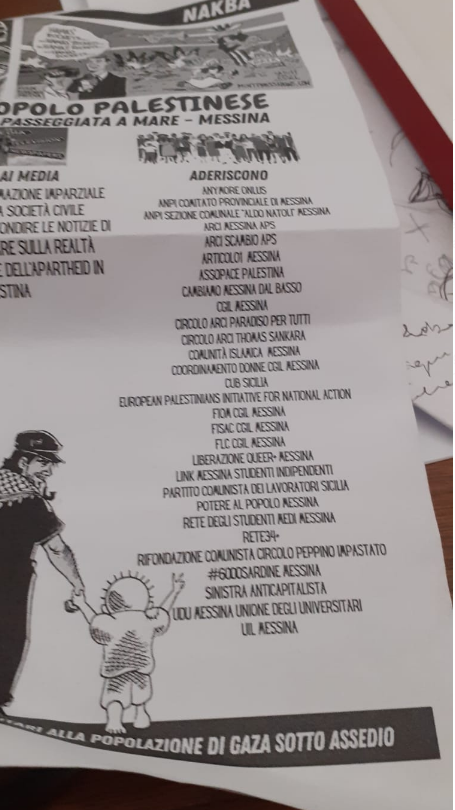 NAKBA
POPOLO PALESTINESE
PASSEGGIATA A MARE - MESSINA
AI MEDIA
MAZIONE IMPARZIALE
A SOCIETÀ CIVILE
ONDIRE LE NOTIZIE DI
RE SULLA REALTÀ
E DELL'APARTHEID IN
STINA
ADERISCONO
ANYMORE ONLUS
ANPI COMITATO PROVINCIALE DI MESSINA
ANPI SEZIONE COMUNALE "ALDO NATOLI" MESSINA
ARCI MESSINA APS
ARCI SCAMBIO APS
ARTICOLO1 MESSINA
ASSOPACE PALESTINA
CAMBIAMO MESSINA DAL BASSO
CGIL MESSINA
CIRCOLO ARCI PARADISO PER TUTTI
CIRCOLO ARCI THOMAS SANKARA
COMUNITÀ ISLAMICA MESSINA
COORDINAMENTO DONNE CGIL MESSINA
CUB SICILIA
EUROPEAN PALESTINIANS INITIATIVE FOR NATIONAL ACTION
FIOM CGIL MESSINA
FISAC CGIL MESSINA
FLC CGIL MESSINA
LIBERAZIONE QUEER+ MESSINA
LINK MESSINA STUDENTI INDIPENDENTI
PARTITO COMUNISTA DEI LAVORATORI SICILIA
POTERE AL POPOLO MESSINA
RETE DEGLI STUDENTI MEDI MESSINA
RETE34+
RIFONDAZIONE COMUNISTA CIRCOLO PEPPINO IMPASTATO
#6000SARDINE MESSINA
SINISTRA ANTICAPITALISTA
UDU MESSINA UNIONE DEGLI UNIVERSITARI
UIL MESSINA
ALLA POPOLAZIONE DI GAZA SOTTO ASSEDIO